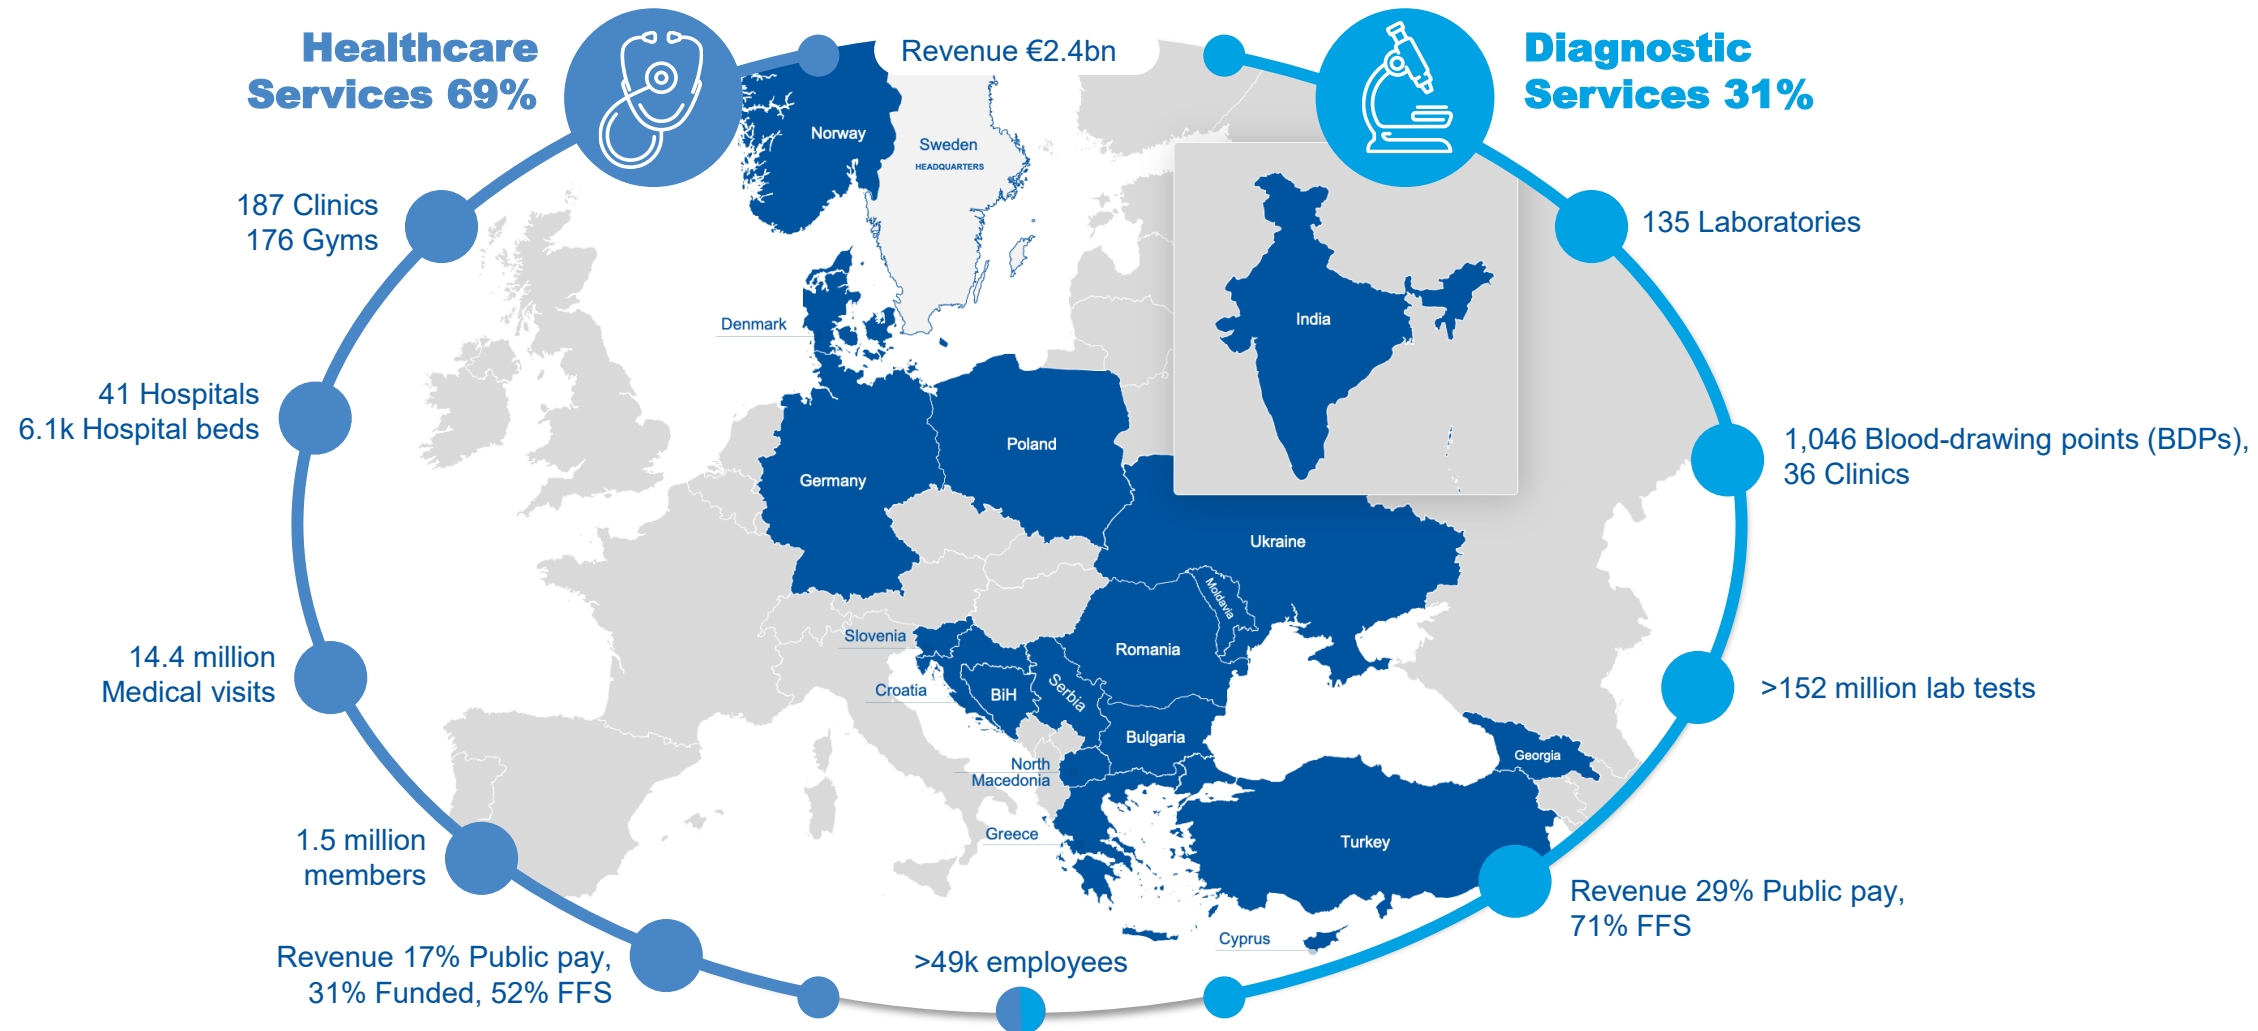 Healthcare
Services 69%
Revenue €2.4bn
Diagnostic
Services 31%
187 Clinics
176 Gyms
41 Hospitals
6.1k Hospital beds
14.4 million
Medical visits
1.5 million
members
Revenue 17% Public pay,
31% Funded, 52% FFS
>49k employees
135 Laboratories
1,046 Blood-drawing points (BDPs),
36 Clinics
>152 million lab tests
Revenue 29% Public pay,
71% FFS
Norway
Sweden
HEADQUARTERS
Denmark
India
Poland
Germany
Ukraine
Moldavia
Slovenia
Romania
Croatia
BiH
Serbia
Bulgaria
North
Macedonia
Georgia
Greece
Turkey
Cyprus